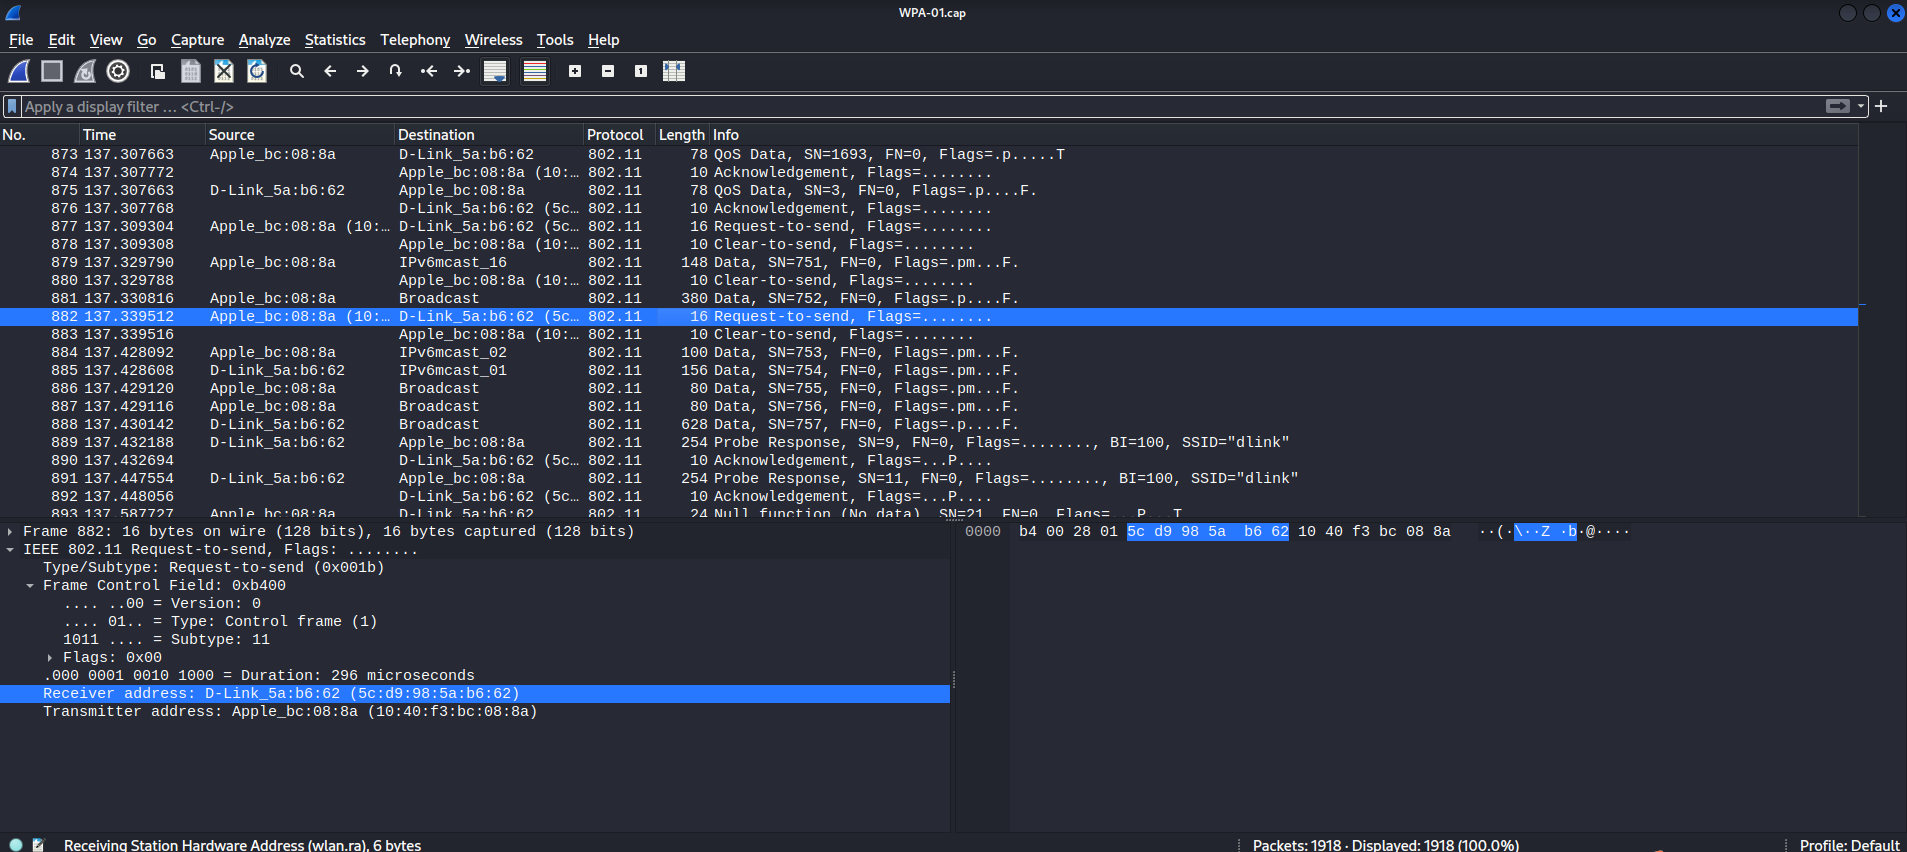 WPA-01.cap
File Edit View Go Capture Analyze Statistics Telephony Wireless Tools Help
Apply a display filter … <Ctrl-/>
No. Time Source Destination Protocol Length Info
873 137.307663 Apple_bc:08:8a D-Link_5a:b6:62 802.11 78 QoS Data, SN=1693, FN=0, Flags=.p.....T
874 137.307772 Apple_bc:08:8a (10:… 802.11 10 Acknowledgement, Flags=........
875 137.307663 D-Link_5a:b6:62 Apple_bc:08:8a 802.11 78 QoS Data, SN=3, FN=0, Flags=.p....F.
876 137.307768 D-Link_5a:b6:62 (5c… 802.11 10 Acknowledgement, Flags=........
877 137.309304 Apple_bc:08:8a (10:… D-Link_5a:b6:62 (5c… 802.11 16 Request-to-send, Flags=........
878 137.309308 Apple_bc:08:8a (10:… 802.11 10 Clear-to-send, Flags=........
879 137.329790 Apple_bc:08:8a IPv6mcast_16 802.11 148 Data, SN=751, FN=0, Flags=.pm...F.
880 137.329788 Apple_bc:08:8a (10:… 802.11 10 Clear-to-send, Flags=........
881 137.330816 Apple_bc:08:8a Broadcast 802.11 380 Data, SN=752, FN=0, Flags=.p....F.
882 137.339512 Apple_bc:08:8a (10:… D-Link_5a:b6:62 (5c… 802.11 16 Request-to-send, Flags=........
883 137.339516 Apple_bc:08:8a (10:… 802.11 10 Clear-to-send, Flags=........
884 137.428092 Apple_bc:08:8a IPv6mcast_02 802.11 100 Data, SN=753, FN=0, Flags=.pm...F.
885 137.428608 D-Link_5a:b6:62 IPv6mcast_01 802.11 156 Data, SN=754, FN=0, Flags=.pm...F.
886 137.429120 Apple_bc:08:8a Broadcast 802.11 80 Data, SN=755, FN=0, Flags=.pm...F.
887 137.429116 Apple_bc:08:8a Broadcast 802.11 80 Data, SN=756, FN=0, Flags=.pm...F.
888 137.430142 D-Link_5a:b6:62 Broadcast 802.11 628 Data, SN=757, FN=0, Flags=.p....F.
889 137.432188 D-Link_5a:b6:62 Apple_bc:08:8a 802.11 254 Probe Response, SN=9, FN=0, Flags=........, BI=100, SSID="dlink"
890 137.432694 D-Link_5a:b6:62 (5c… 802.11 10 Acknowledgement, Flags=...P....
891 137.447554 D-Link_5a:b6:62 Apple_bc:08:8a 802.11 254 Probe Response, SN=11, FN=0, Flags=........, BI=100, SSID="dlink"
892 137.448056 D-Link_5a:b6:62 (5c… 802.11 10 Acknowledgement, Flags=...P....
893 137.587727 Apple_bc:08:8a D-Link_5a:b6:62 802.11 24 Null function (No data), SN=21, FN=0, Flags=...P...T
Frame 882: 16 bytes on wire (128 bits), 16 bytes captured (128 bits)
IEEE 802.11 Request-to-send, Flags: ........
Type/Subtype: Request-to-send (0x001b)
Frame Control Field: 0xb400
.... ..00 = Version: 0
.... 01.. = Type: Control frame (1)
1011 .... = Subtype: 11
Flags: 0x00
.000 0001 0010 1000 = Duration: 296 microseconds
Receiver address: D-Link_5a:b6:62 (5c:d9:98:5a:b6:62)
Transmitter address: Apple_bc:08:8a (10:40:f3:bc:08:8a)
0000 b4 00 28 01 5c d9 98 5a b6 62 10 40 f3 bc 08 8a ··(·\··Z ·b·@····
Receiving Station Hardware Address (wlan.ra), 6 bytes
Packets: 1918 · Displayed: 1918 (100.0%)
Profile: Default